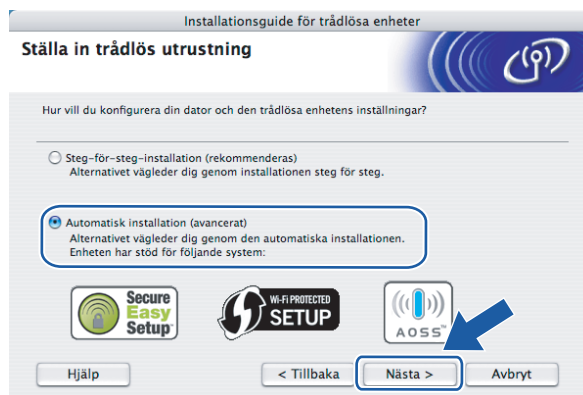 Installationsguide för trådlösa enheter
Ställa in trådlös utrustning
Hur vill du konfigurera din dator och den trådlösa enhetens inställningar?
Steg-för-steg-installation (rekommenderas)
Alternativet vägleder dig genom installationen steg för steg.
Automatisk installation (avancerat)
Alternativet vägleder dig genom den automatiska installationen.
Enheten har stöd för följande system:
Secure
Easy
Setup™
Wi-Fi PROTECTED
SETUP
AOSS™
Hjälp
< Tillbaka
Nästa >
Avbryt